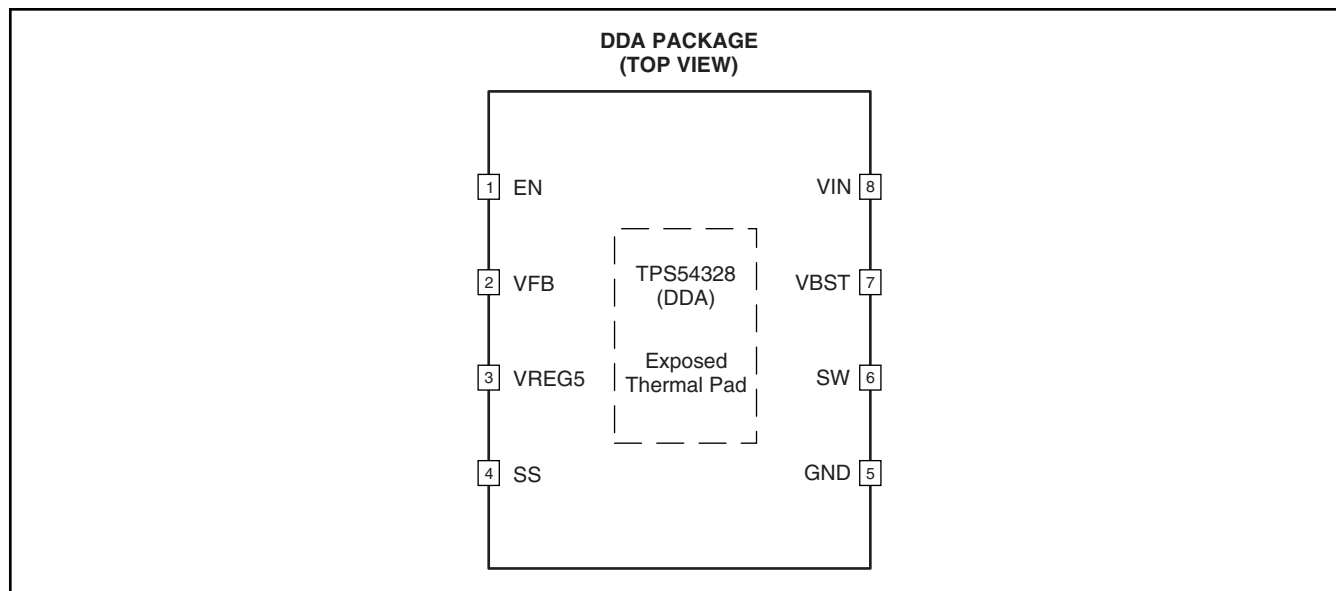 DDA PACKAGE
(TOP VIEW)
1 EN
VIN 8
2 VFB
TPS54328
(DDA)
VBST 7
3 VREG5
Exposed
Thermal Pad
SW 6
4 SS
GND 5